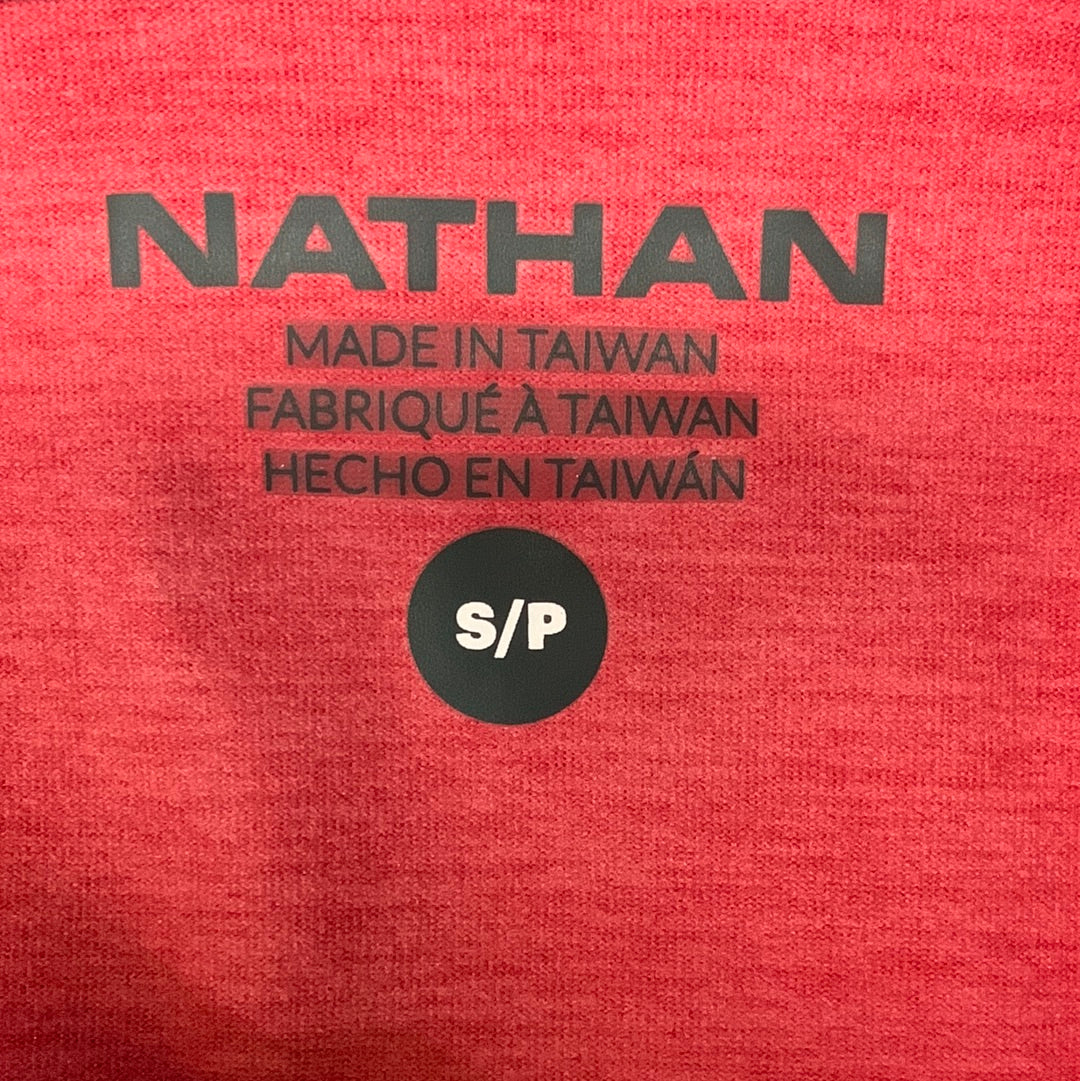 NATHAN
MADE IN TAIWAN
FABRIQUÉ À TAIWAN
HECHO EN TAIWÁN
S/P